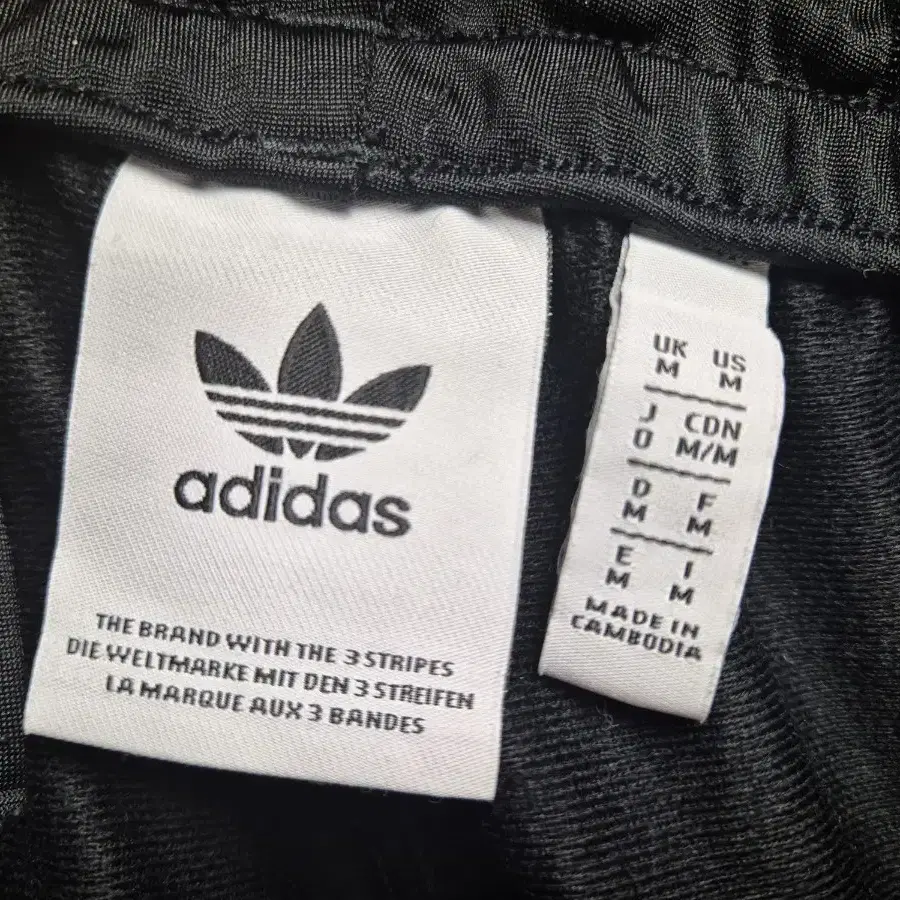 adidas
THE BRAND WITH THE 3 STRIPES
DIE WELTMARKE MIT DEN 3 STREIFEN
LA MARQUE AUX 3 BANDES
UK US
M M
J CDN
O M/M
D F
M M
E I
M M
MADE IN
CAMBODIA